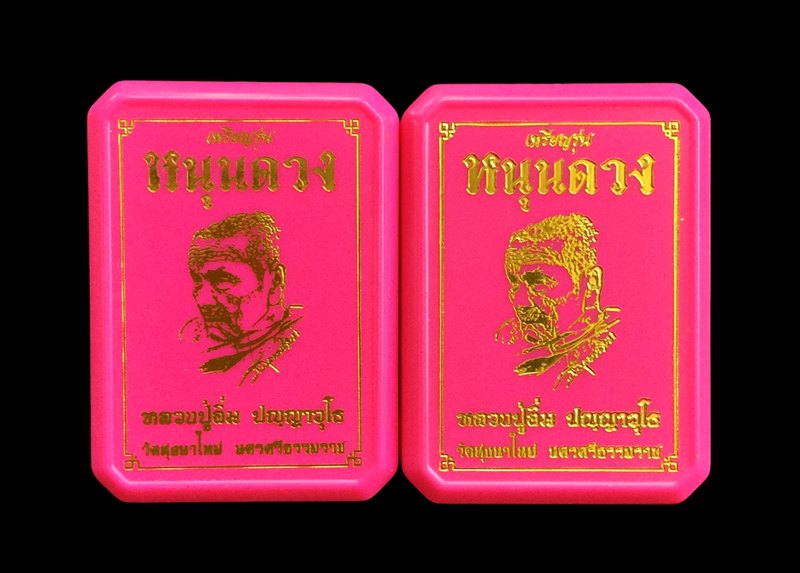 เหรียญรุ่น
หนุนดวง
หลวงปู่อิ่ม ปญฺญาวุโธ
วัดทุ่งนาใหม่ นครศรีธรรมราช
เหรียญรุ่น
หนุนดวง
หลวงปู่อิ่ม ปญฺญาวุโธ
วัดทุ่งนาใหม่ นครศรีธรรมราช